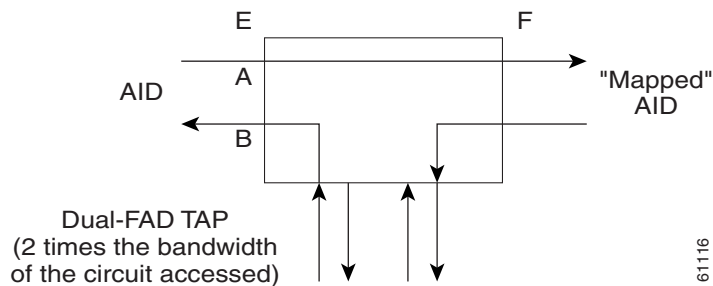 E
F
A
AID
"Mapped"
AID
B
Dual-FAD TAP
(2 times the bandwidth
of the circuit accessed)
61116